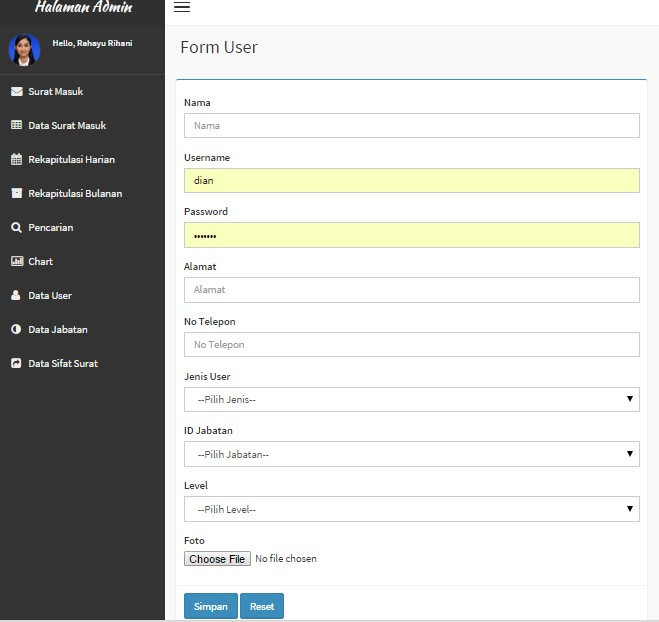 Halaman Admin
Hello, Rahayu Rihani
Surat Masuk
Data Surat Masuk
Rekapitulasi Harian
Rekapitulasi Bulanan
Pencarian
Chart
Data User
Data Jabatan
Data Sifat Surat
Form User
Nama
Nama
Username
dian
Password
•••••••
Alamat
Alamat
No Telepon
No Telepon
Jenis User
--Pilih Jenis--
ID Jabatan
--Pilih Jabatan--
Level
--Pilih Level--
Foto
Choose File No file chosen
Simpan Reset